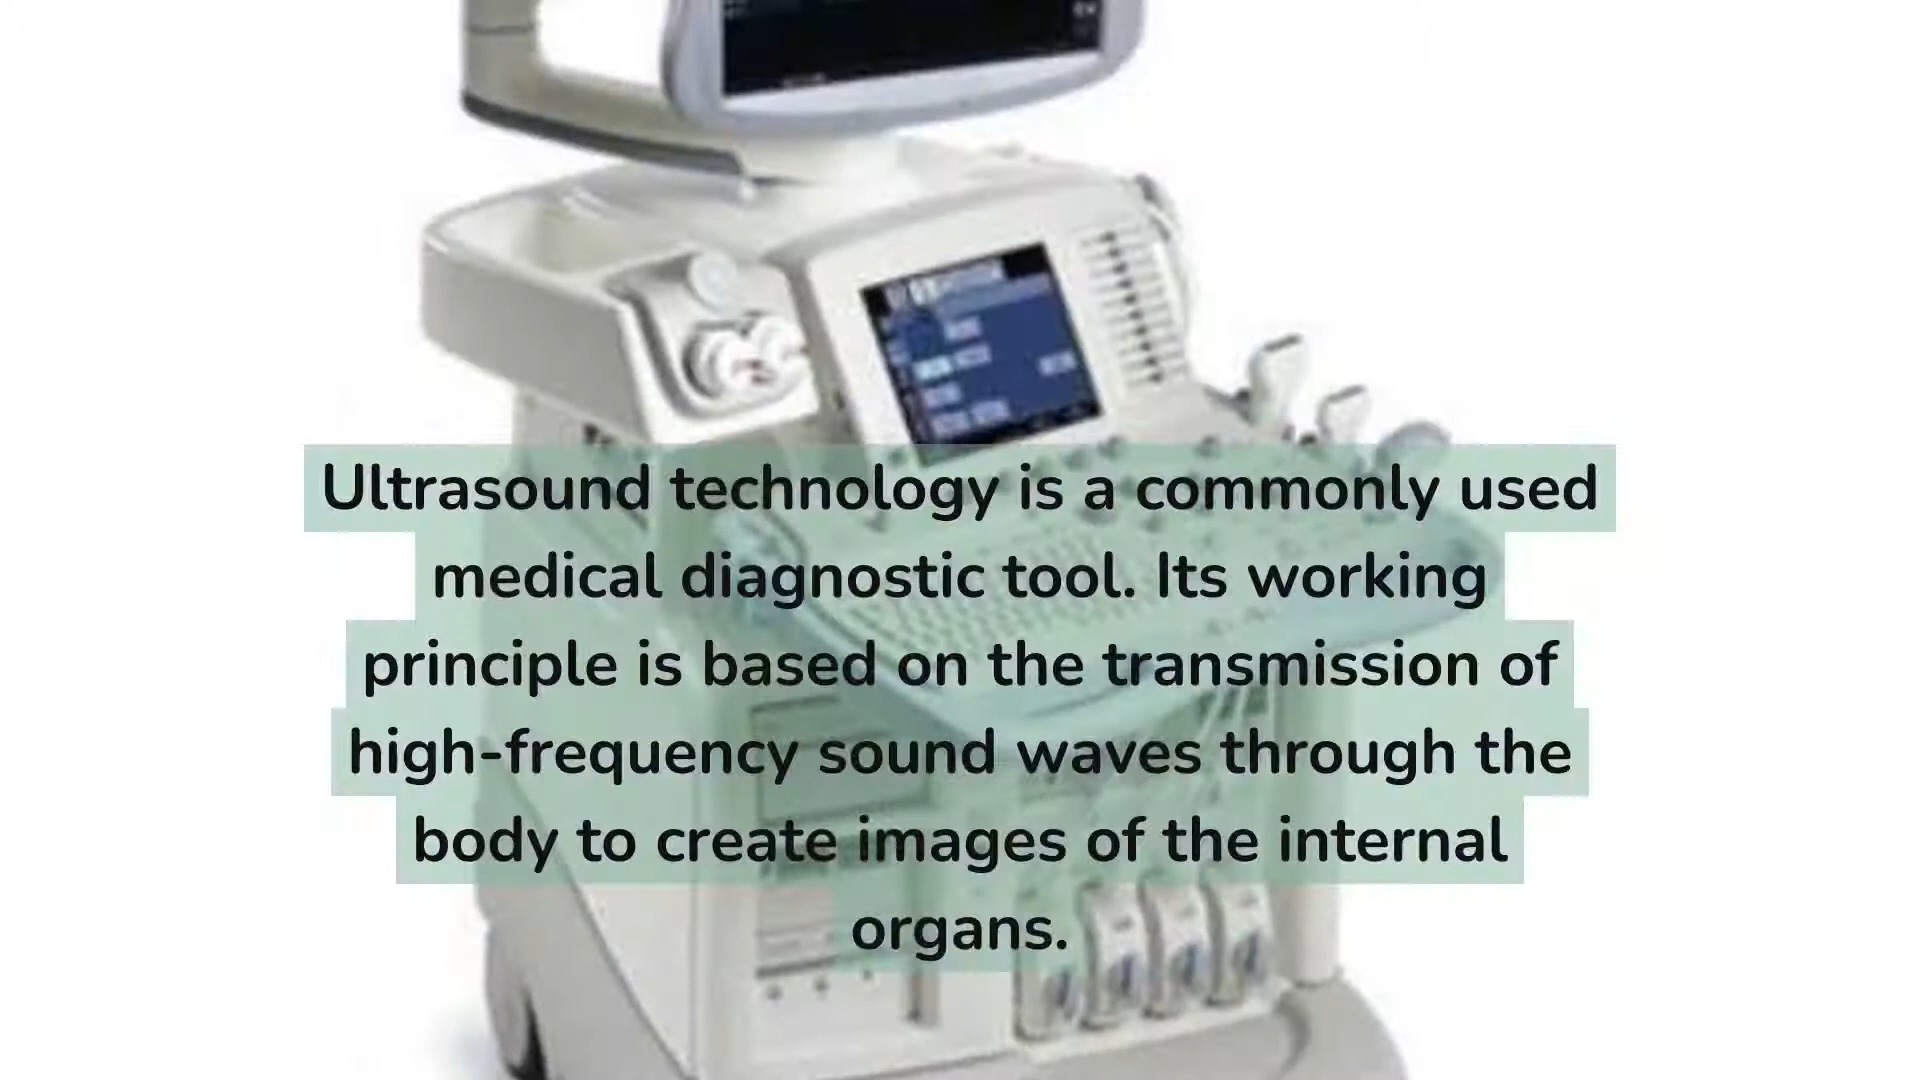 Ultrasound technology is a commonly used
medical diagnostic tool. Its working
principle is based on the transmission of
high-frequency sound waves through the
body to create images of the internal
organs.